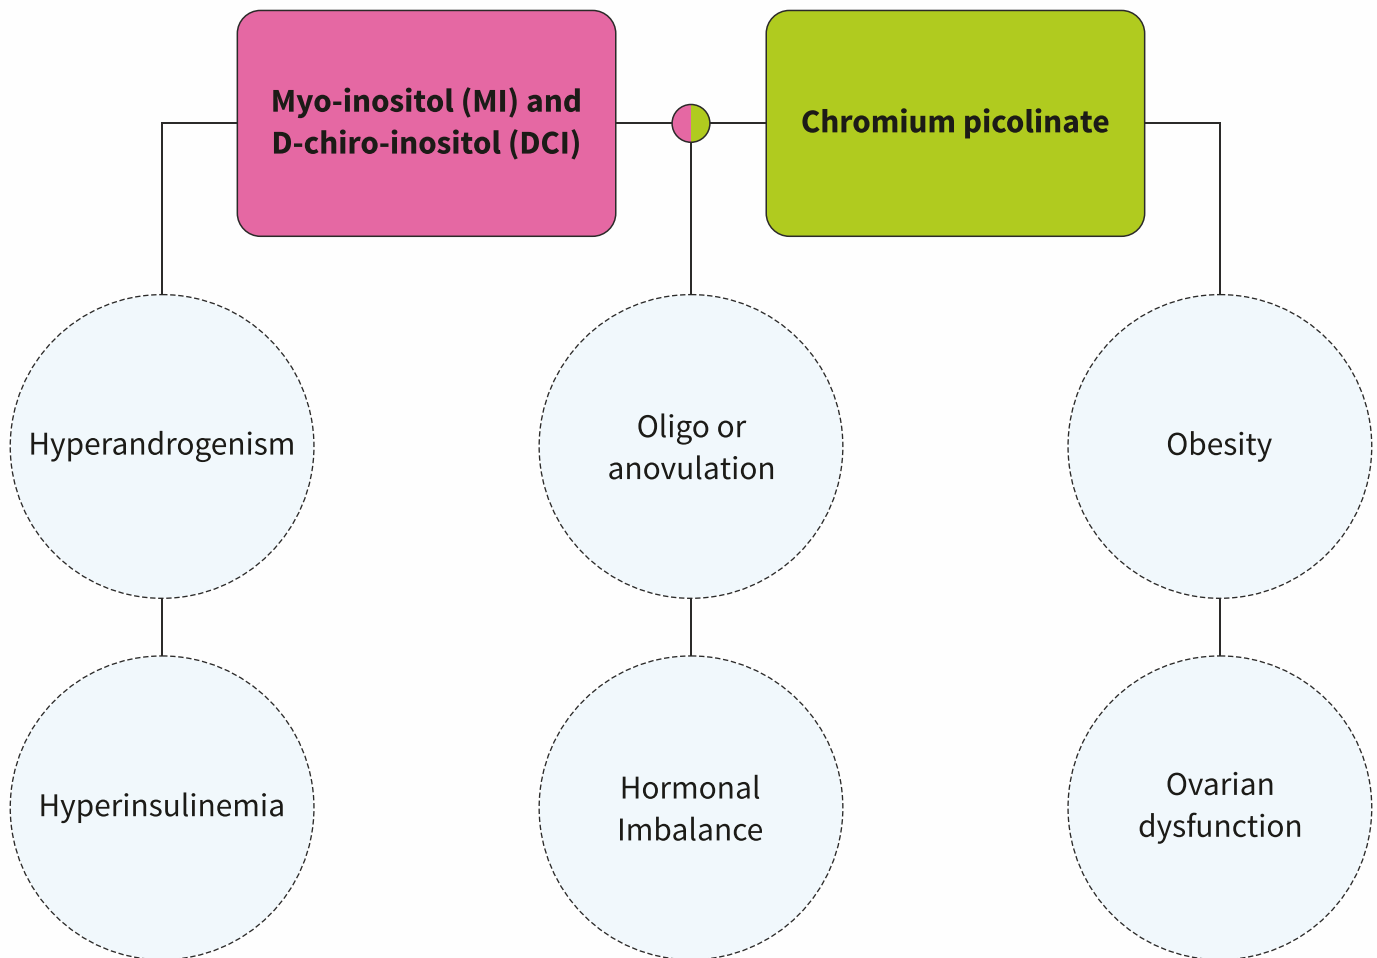 Myo-inositol (MI) and
D-chiro-inositol (DCI)
Chromium picolinate
Hyperandrogenism
Oligo or
anovulation
Obesity
Hyperinsulinemia
Hormonal
Imbalance
Ovarian
dysfunction